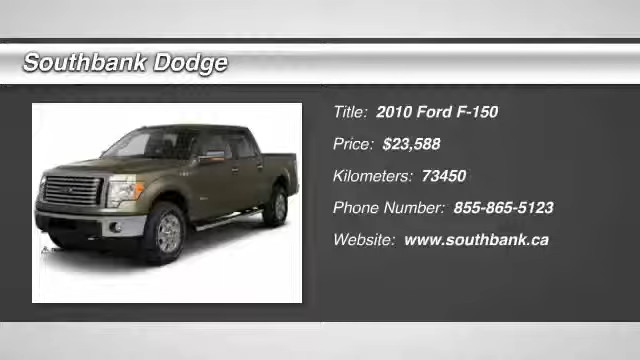 Southbank Dodge
Title: 2010 Ford F-150
Price: $23,588
Kilometers: 73450
Phone Number: 855-865-5123
Website: www.southbank.ca